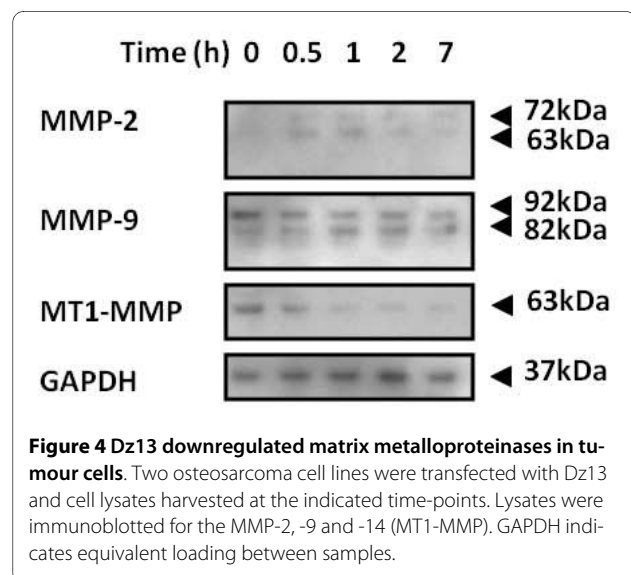 Time (h) 0 0.5 1 2 7
MMP-2
72kDa
63kDa
MMP-9
92kDa
82kDa
MT1-MMP
63kDa
GAPDH
37kDa
Figure 4 Dz13 downregulated matrix metalloproteinases in tu-
mour cells. Two osteosarcoma cell lines were transfected with Dz13
and cell lysates harvested at the indicated time-points. Lysates were
immunoblotted for the MMP-2, -9 and -14 (MT1-MMP). GAPDH indi-
cates equivalent loading between samples.